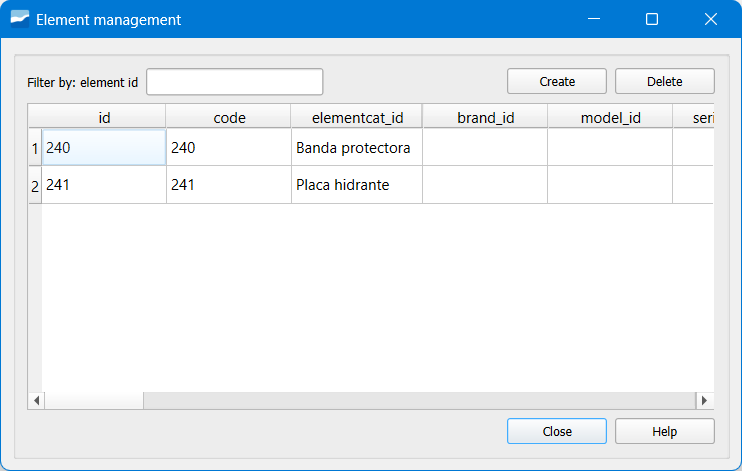 Element management
Filter by: element id Create Delete
id code elementcat_id brand_id model_id seri
1 240 240 Banda protectora
2 241 241 Placa hidrante
Close Help